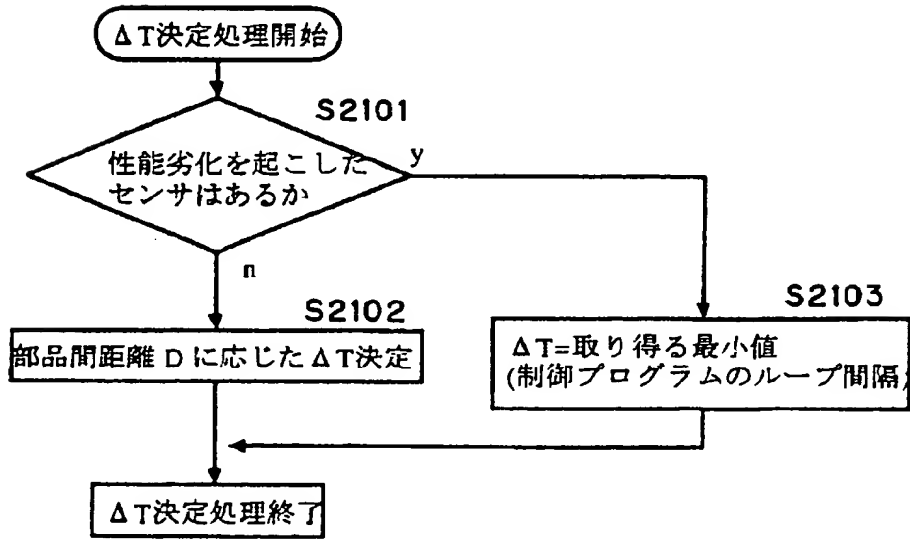 ΔT決定処理開始
S2101
性能劣化を起こした
センサはあるか
y
n
S2102
部品間距離Dに応じたΔT決定
S2103
ΔT=取り得る最小値
(制御プログラムのループ間隔)
ΔT決定処理終了